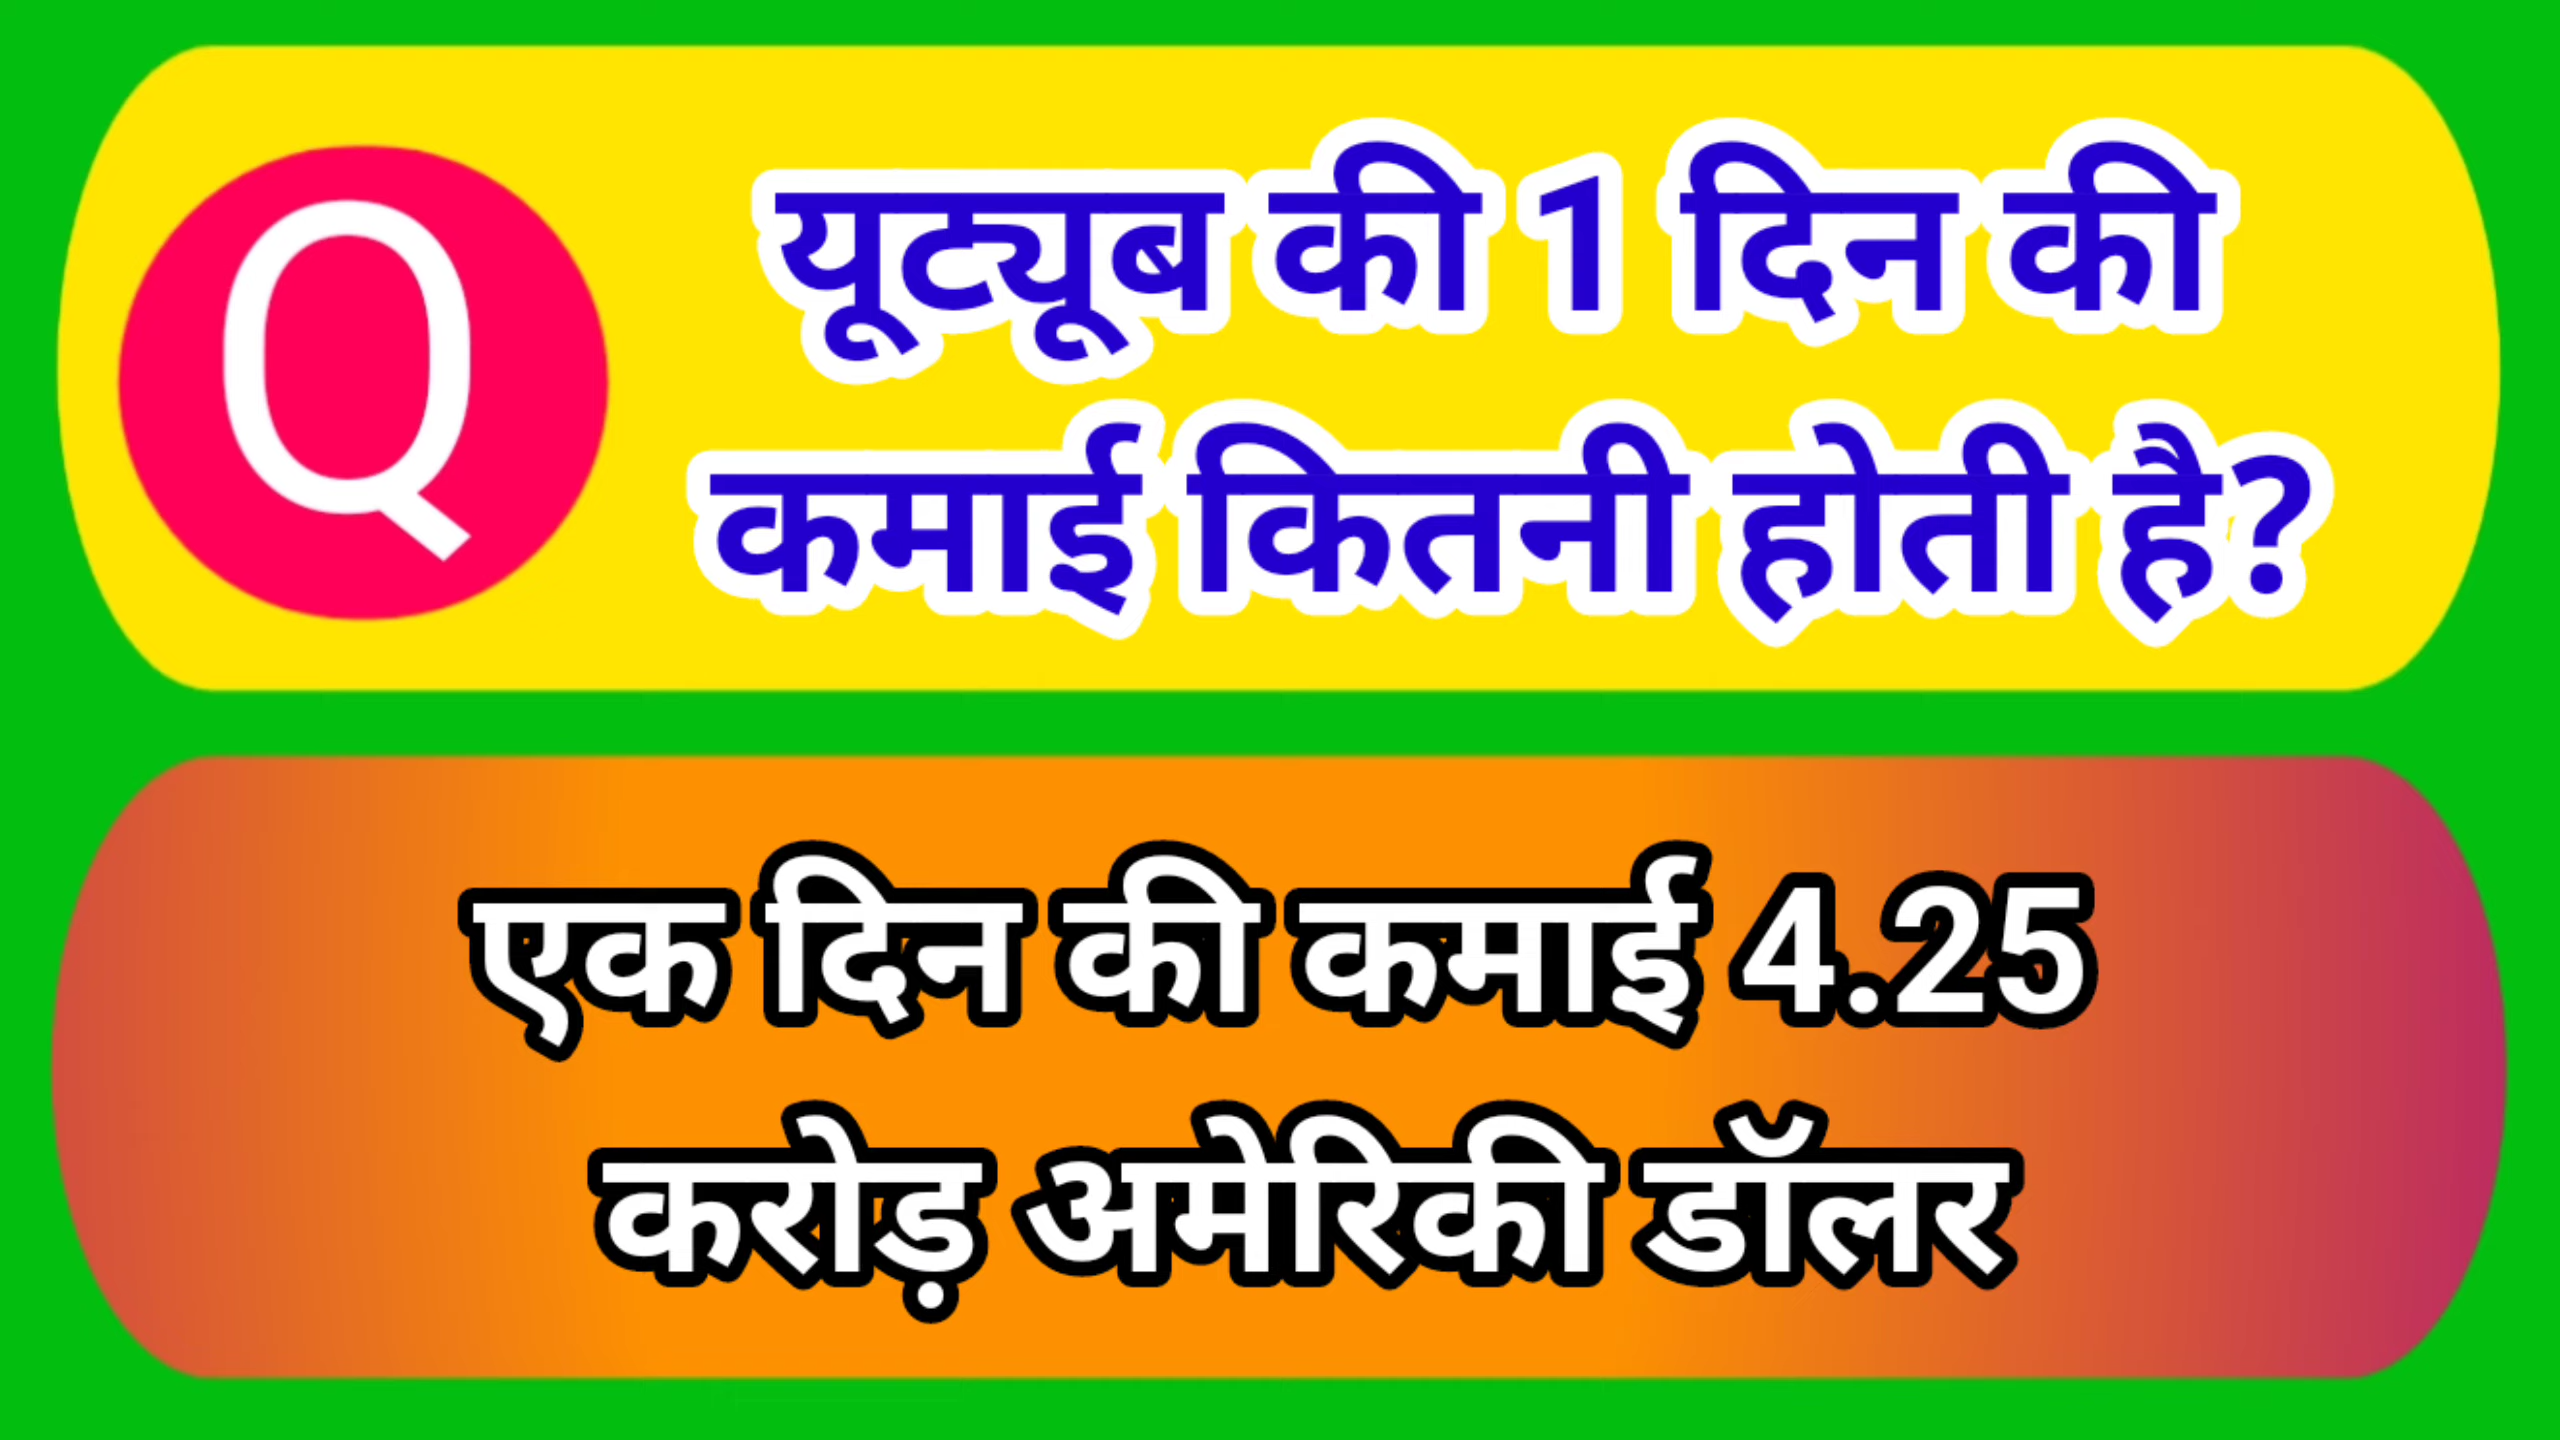 Q
यूट्यूब की 1 दिन की
कमाई कितनी होती है?
एक दिन की कमाई 4.25
करोड़ अमेरिकी डॉलर